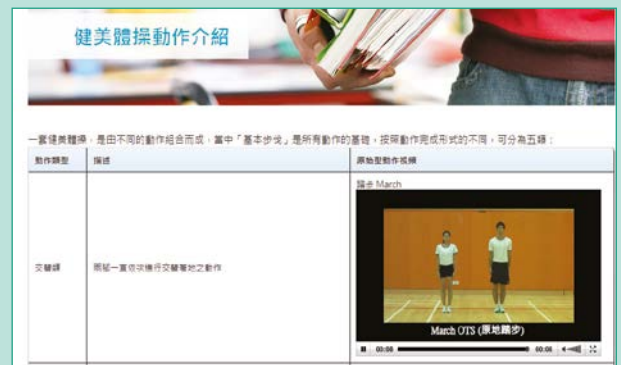 健美體操動作介紹
一套健美體操，是由不同的動作組合而成，當中「基本步伐」是所有動作的基礎，按照動作完成形式的不同，可分為五類：
動作類型 描述 原始型動作視頻
踏步 March
交替類 兩腿一直依次進行交替著地之動作
March OTS (原地踏步)
00:08 00:08